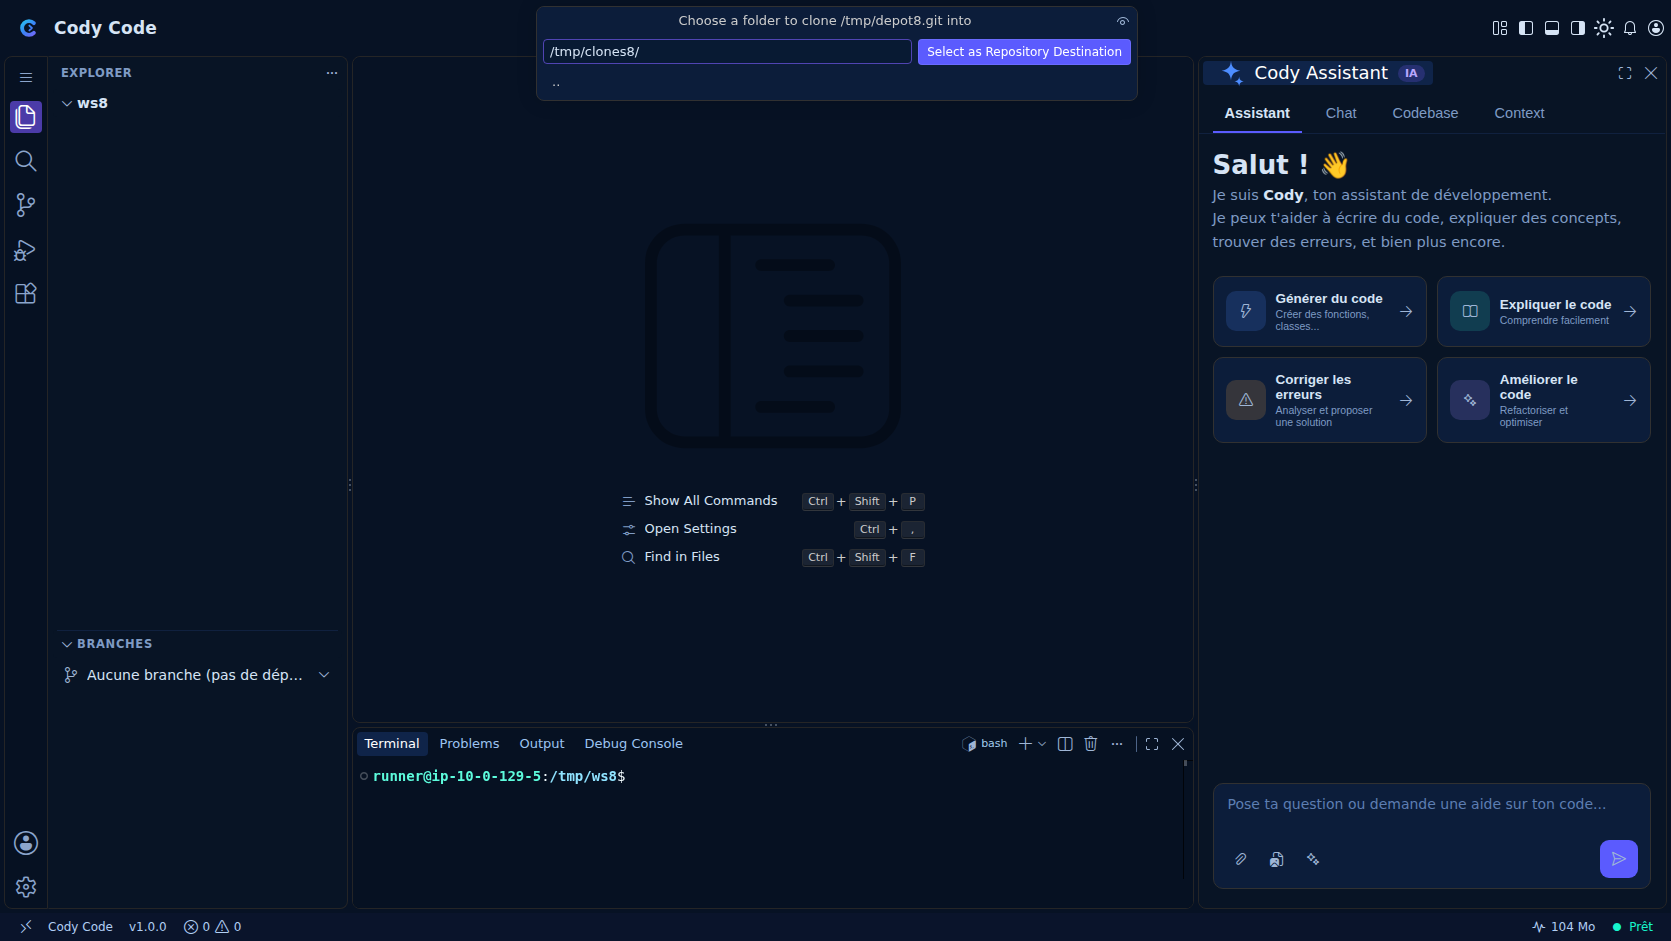 Cody Code
Choose a folder to clone /tmp/depot8.git into
/tmp/clones8/
Select as Repository Destination
..
EXPLORER
ws8
BRANCHES
Aucune branche (pas de dép...
Show All Commands Ctrl + Shift + P
Open Settings Ctrl + ,
Find in Files Ctrl + Shift + F
Terminal Problems Output Debug Console
bash
runner@ip-10-0-129-5:/tmp/ws8$
Cody Assistant IA
Assistant Chat Codebase Context
Salut ! 👋
Je suis Cody, ton assistant de développement.
Je peux t'aider à écrire du code, expliquer des concepts,
trouver des erreurs, et bien plus encore.
Générer du code
Créer des fonctions,
classes...
Expliquer le code
Comprendre facilement
Corriger les
erreurs
Analyser et proposer
une solution
Améliorer le
code
Refactoriser et
optimiser
Pose ta question ou demande une aide sur ton code...
Cody Code v1.0.0 0 0
104 Mo Prêt